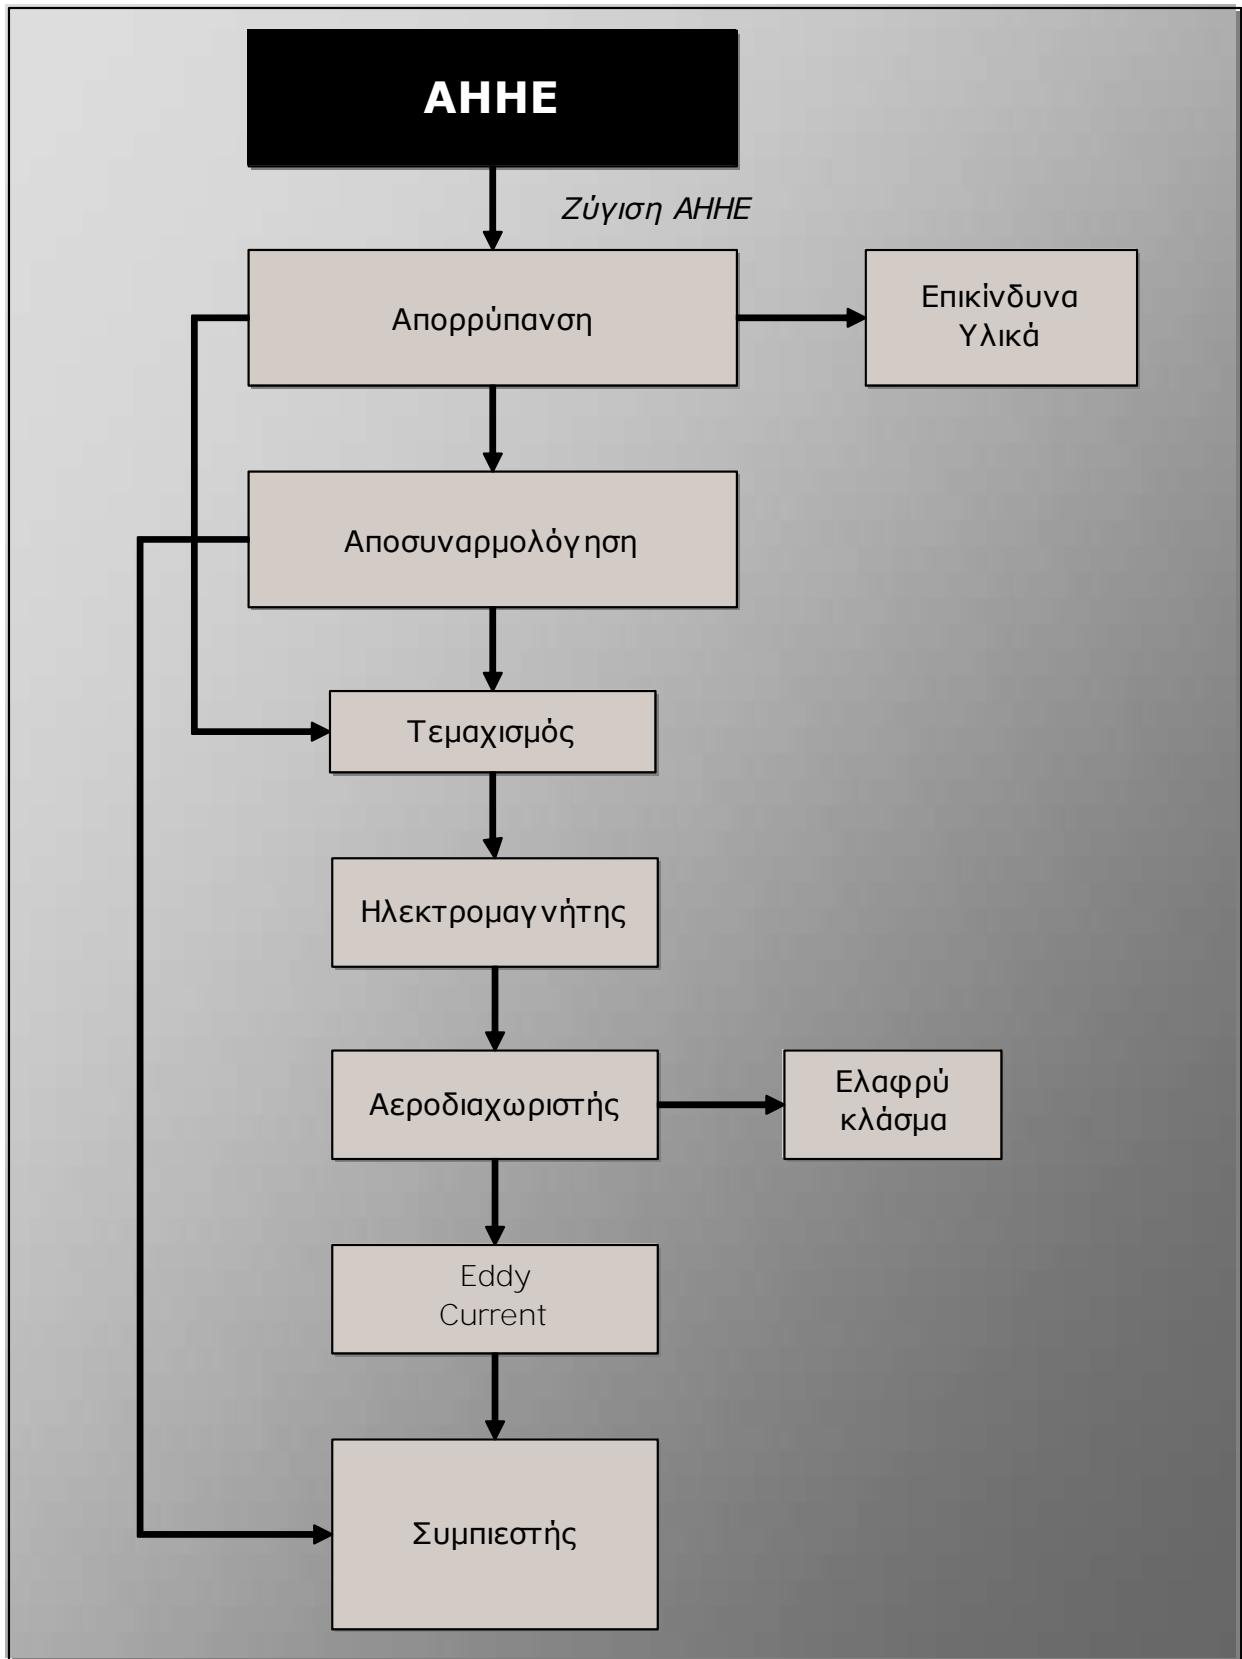 ΑΗΗΕ
Ζύγιση ΑΗΗΕ
Απορρύπανση
Επικίνδυνα
Υλικά
Αποσυναρμολόγηση
Τεμαχισμός
Ηλεκτρομαγνήτης
Αεροδιαχωριστής
Ελαφρύ
κλάσμα
Eddy
Current
Συμπιεστής